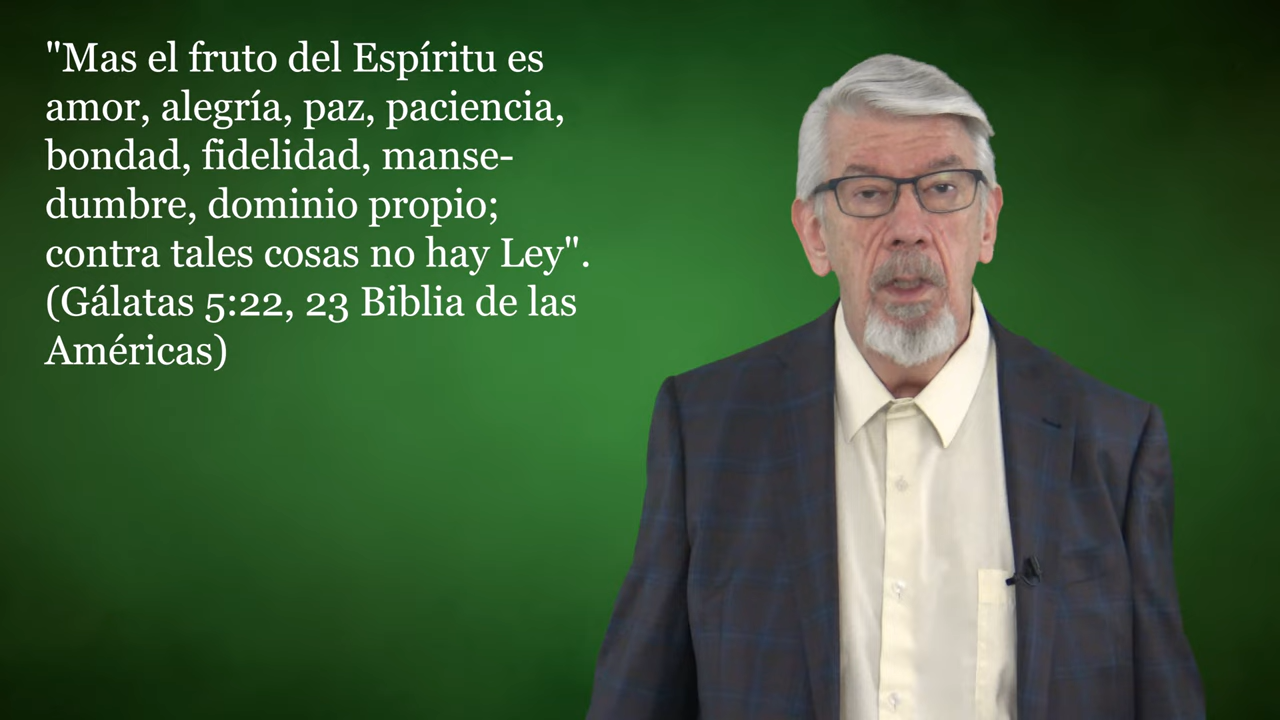 "Mas el fruto del Espíritu es
amor, alegría, paz, paciencia,
bondad, fidelidad, manse-
dumbre, dominio propio;
contra tales cosas no hay Ley".
(Gálatas 5:22, 23 Biblia de las
Américas)